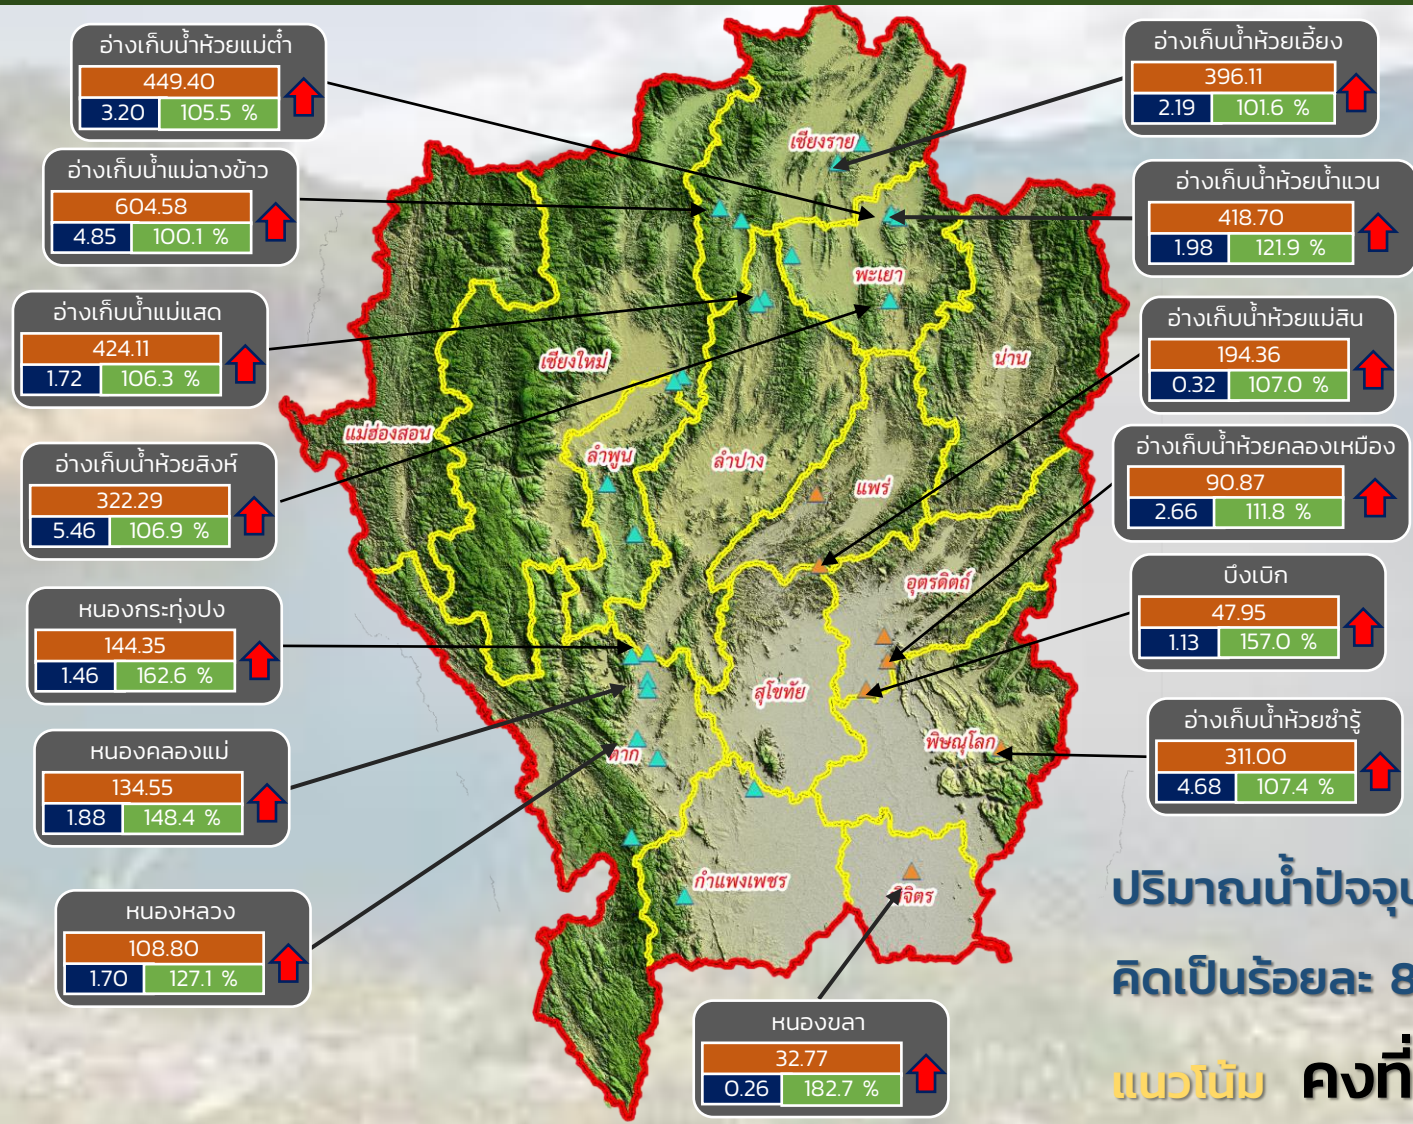 อ่างเก็บน้ำห้วยแม่ต๋ำ
449.40
3.20 105.5 %
อ่างเก็บน้ำแม่ฉางข้าว
604.58
4.85 100.1 %
อ่างเก็บน้ำแม่แสด
424.11
1.72 106.3 %
อ่างเก็บน้ำห้วยสิงห์
322.29
5.46 106.9 %
หนองกระทุ่งปง
144.35
1.46 162.6 %
หนองคลองแม่
134.55
1.88 148.4 %
หนองหลวง
108.80
1.70 127.1 %
เชียงราย
พะเยา
น่าน
เชียงใหม่
แม่ฮ่องสอน
ลำพูน
ลำปาง
แพร่
อุตรดิตถ์
สุโขทัย
ตาก
พิษณุโลก
กำแพงเพชร
พิจิตร
หนองขลา
32.77
0.26 182.7 %
อ่างเก็บน้ำห้วยเอี้ยง
396.11
2.19 101.6 %
อ่างเก็บน้ำห้วยน้ำแวน
418.70
1.98 121.9 %
อ่างเก็บน้ำห้วยแม่สิน
194.36
0.32 107.0 %
อ่างเก็บน้ำห้วยคลองเหมือง
90.87
2.66 111.8 %
บึงเบิก
47.95
1.13 157.0 %
อ่างเก็บน้ำห้วยซำรู้
311.00
4.68 107.4 %
ปริมาณน้ำปัจจุบ
คิดเป็นร้อยละ 8
แนวโน้ม คงที่